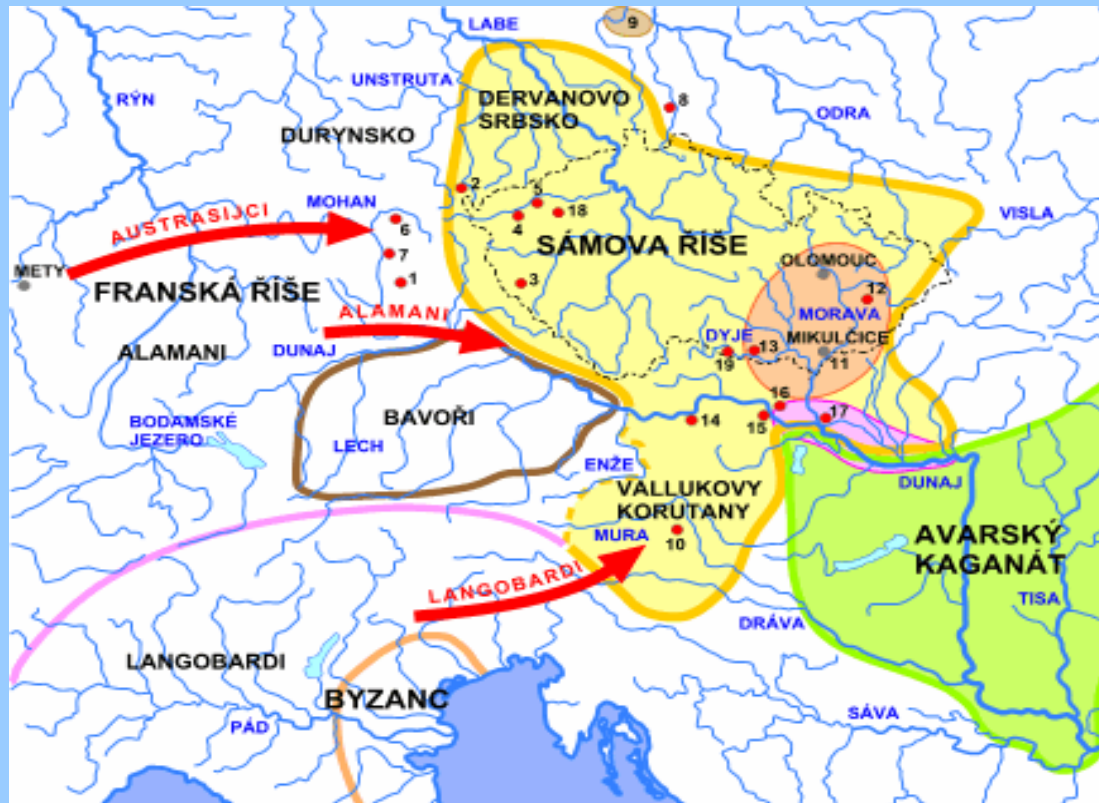 9
LABE
RÝN
UNSTRUTA
DERVANOVO
SRBSKO
8
ODRA
DURYNSKO
2
5
MOHAN
18
4
VISLA
AUSTRASIJCI
6
SÁMOVA ŘÍŠE
7
OLOMOUC
METY
1
3
12
FRANSKÁ ŘÍŠE
ALAMANI
MORAVA
DYJE
13
MIKULČICE
ALAMANI
DUNAJ
19
11
BAVOŘI
16
BODAMSKÉ
JEZERO
14
15
17
LECH
ENŽE
DUNAJ
VALLUKOVY
KORUTANY
MURA
10
AVARSKÝ
KAGANÁT
LANGOBARDI
TISA
DRÁVA
LANGOBARDI
BYZANC
SÁVA
PÁD